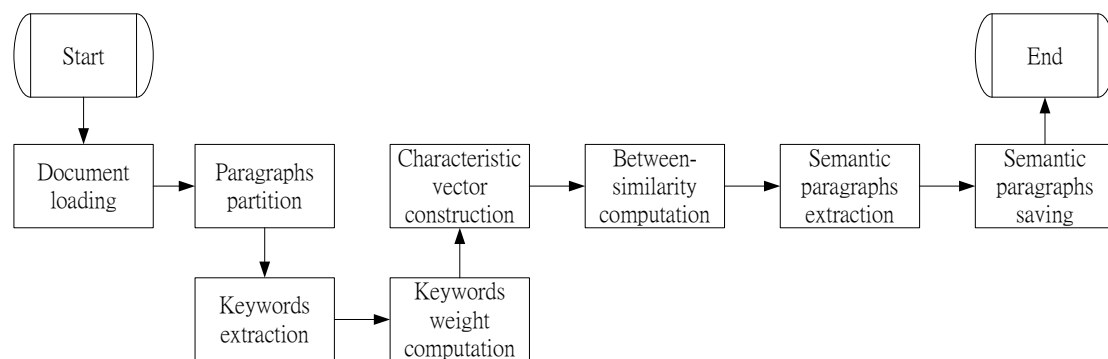 Start
Document
loading
Paragraphs
partition
Keywords
extraction
Keywords
weight
computation
Characteristic
vector
construction
Between-
similarity
computation
Semantic
paragraphs
extraction
Semantic
paragraphs
saving
End